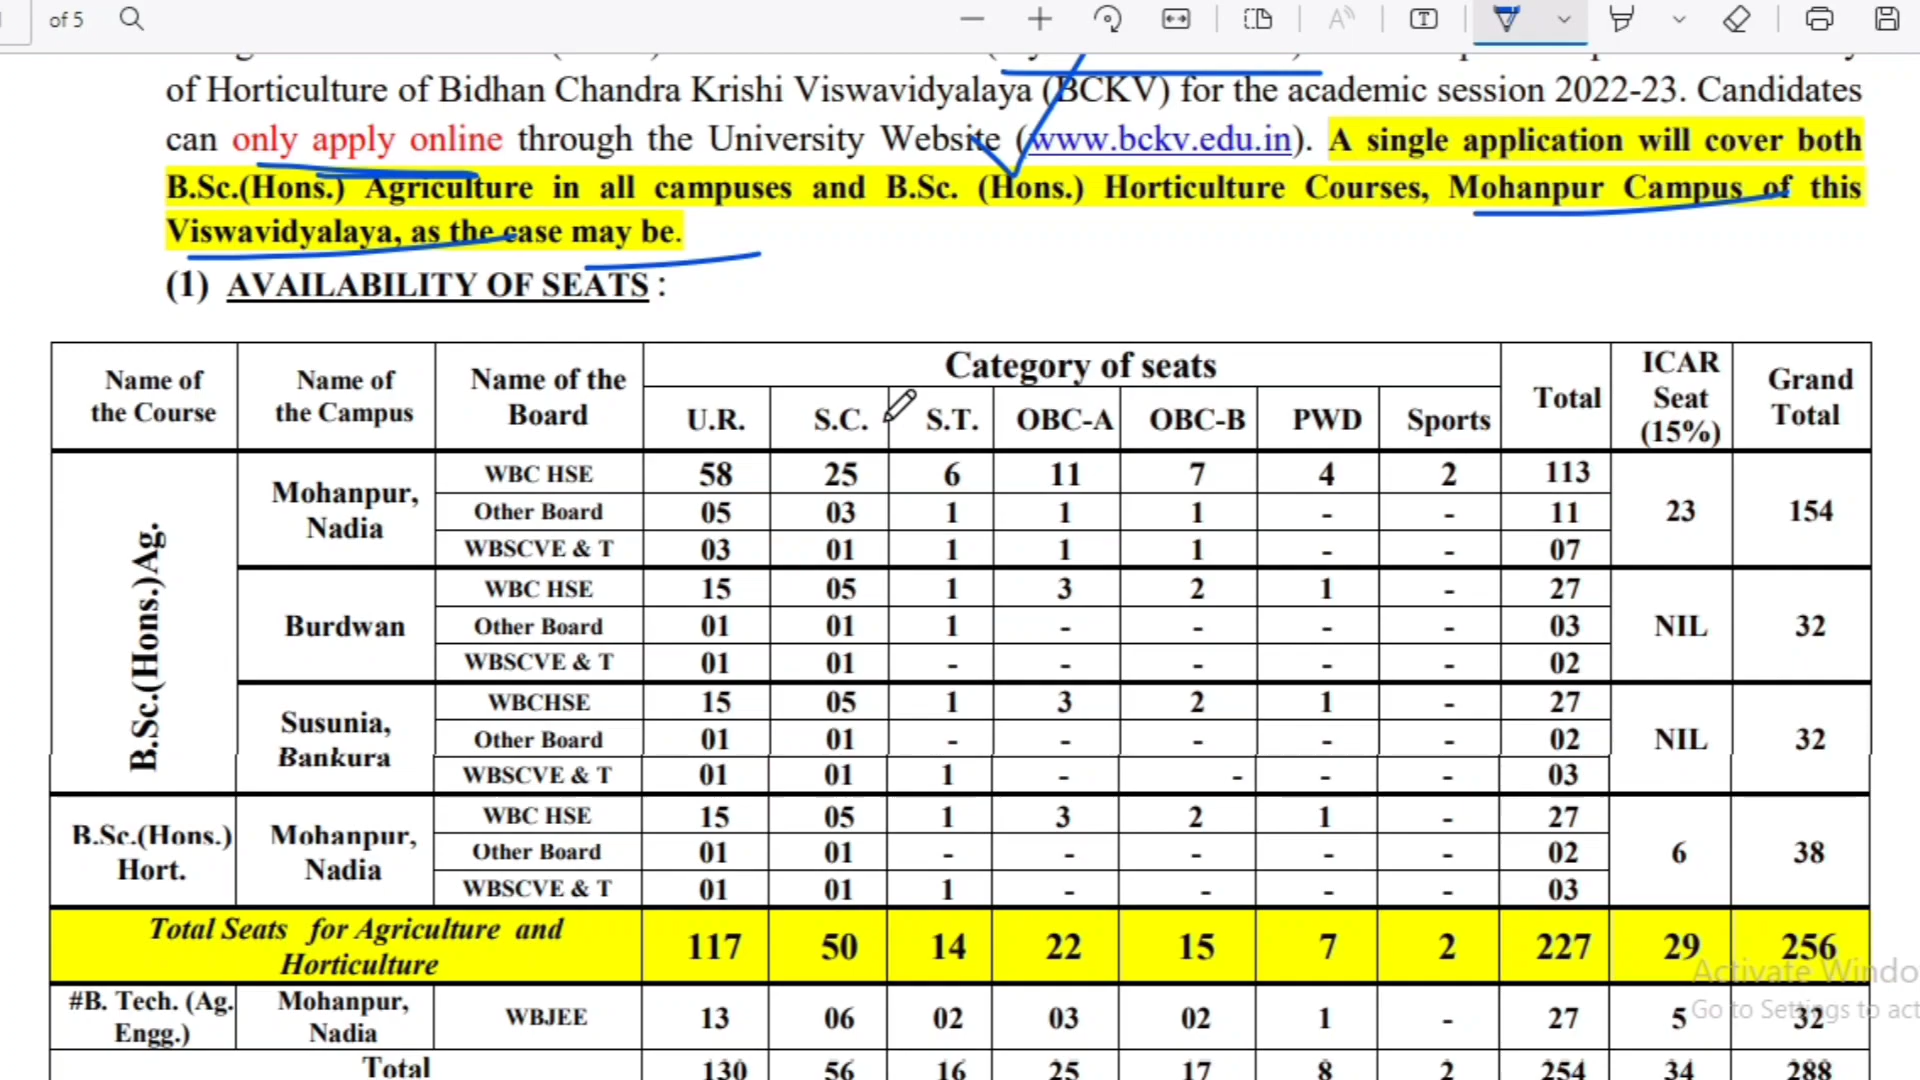 of 5
of Horticulture of Bidhan Chandra Krishi Viswavidyalaya (BCKV) for the academic session 2022-23. Candidates
can only apply online through the University Website (www.bckv.edu.in). A single application will cover both
B.Sc.(Hons.) Agriculture in all campuses and B.Sc. (Hons.) Horticulture Courses, Mohanpur Campus of this
Viswavidyalaya, as the case may be.
(1) AVAILABILITY OF SEATS :
Name of the Course Name of the Campus Name of the Board Category of seats Total ICAR Seat (15%) Grand Total
U.R. S.C. S.T. OBC-A OBC-B PWD Sports
B.Sc.(Hons.)Ag.
Mohanpur, Nadia
WBC HSE 58 25 6 11 7 4 2 113
Other Board 05 03 1 1 1 - - 11 23 154
WBSCVE & T 03 01 1 1 1 - - 07
Burdwan
WBC HSE 15 05 1 3 2 1 - 27
Other Board 01 01 1 - - - - 03 NIL 32
WBSCVE & T 01 01 - - - - - 02
Susunia, Bankura
WBCHSE 15 05 1 3 2 1 - 27
Other Board 01 01 - - - - - 02 NIL 32
WBSCVE & T 01 01 1 - - - - 03
B.Sc.(Hons.) Hort.
Mohanpur, Nadia
WBC HSE 15 05 1 3 2 1 - 27
Other Board 01 01 - - - - - 02 6 38
WBSCVE & T 01 01 1 - - - - 03
Total Seats for Agriculture and Horticulture 117 50 14 22 15 7 2 227 29 256
#B. Tech. (Ag. Engg.) Mohanpur, Nadia WBJEE 13 06 02 03 02 1 - 27 5 32
Total 130 56 16 25 17 8 2 254 34 288
Activate Windo
Go to Settings to act